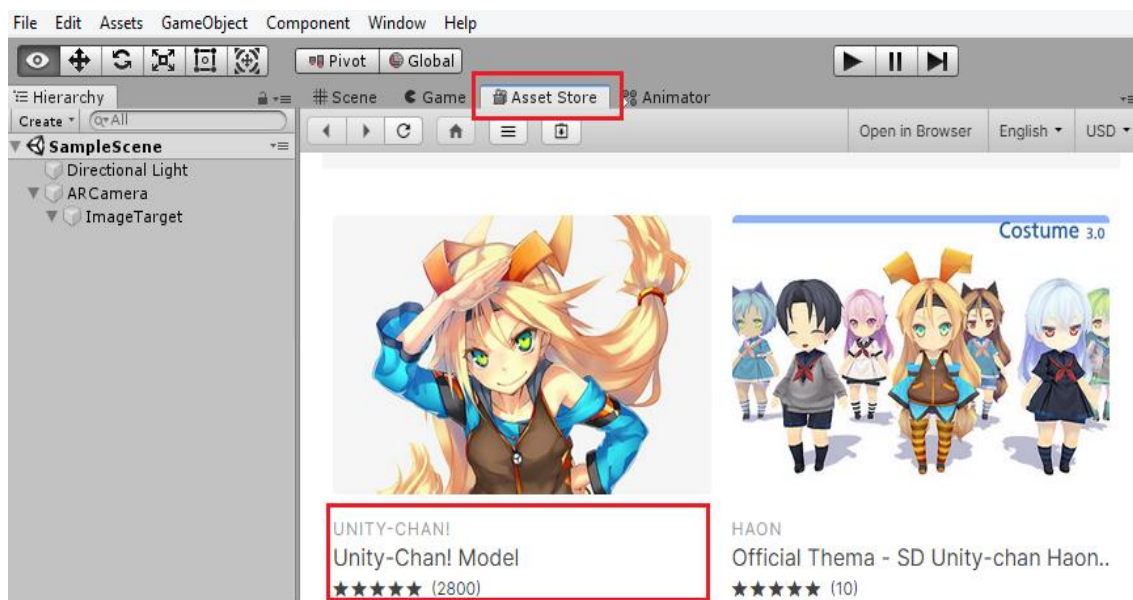 File Edit Assets GameObject Component Window Help
Pivot Global
Hierarchy
Scene Game Asset Store Animator
Create All
Open in Browser English USD
SampleScene
Directional Light
ARCamera
ImageTarget
Costume 3.0
UNITY-CHAN!
Unity-Chan! Model
★★★★★ (2800)
HAON
Official Thema - SD Unity-chan Haon..
★★★★★ (10)